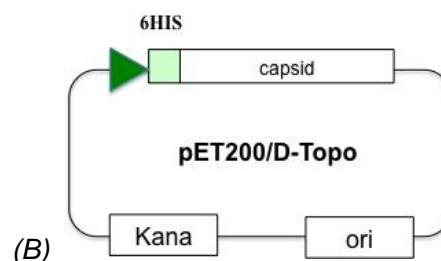 6HIS
capsid
pET200/D-Topo
(B) Kana ori